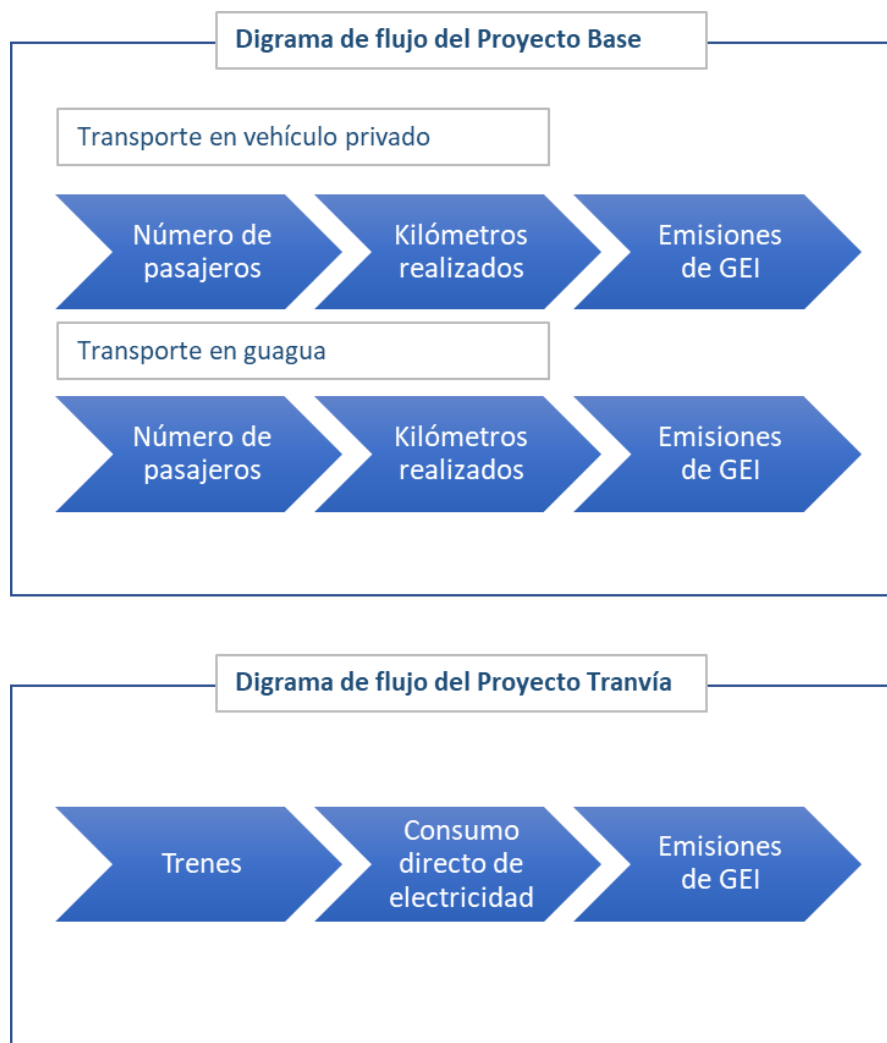 Digrama de flujo del Proyecto Base
Transporte en vehículo privado
Número de
pasajeros
Kilómetros
realizados
Emisiones
de GEI
Transporte en guagua
Número de
pasajeros
Kilómetros
realizados
Emisiones
de GEI
Digrama de flujo del Proyecto Tranvía
Trenes
Consumo
directo de
electricidad
Emisiones
de GEI